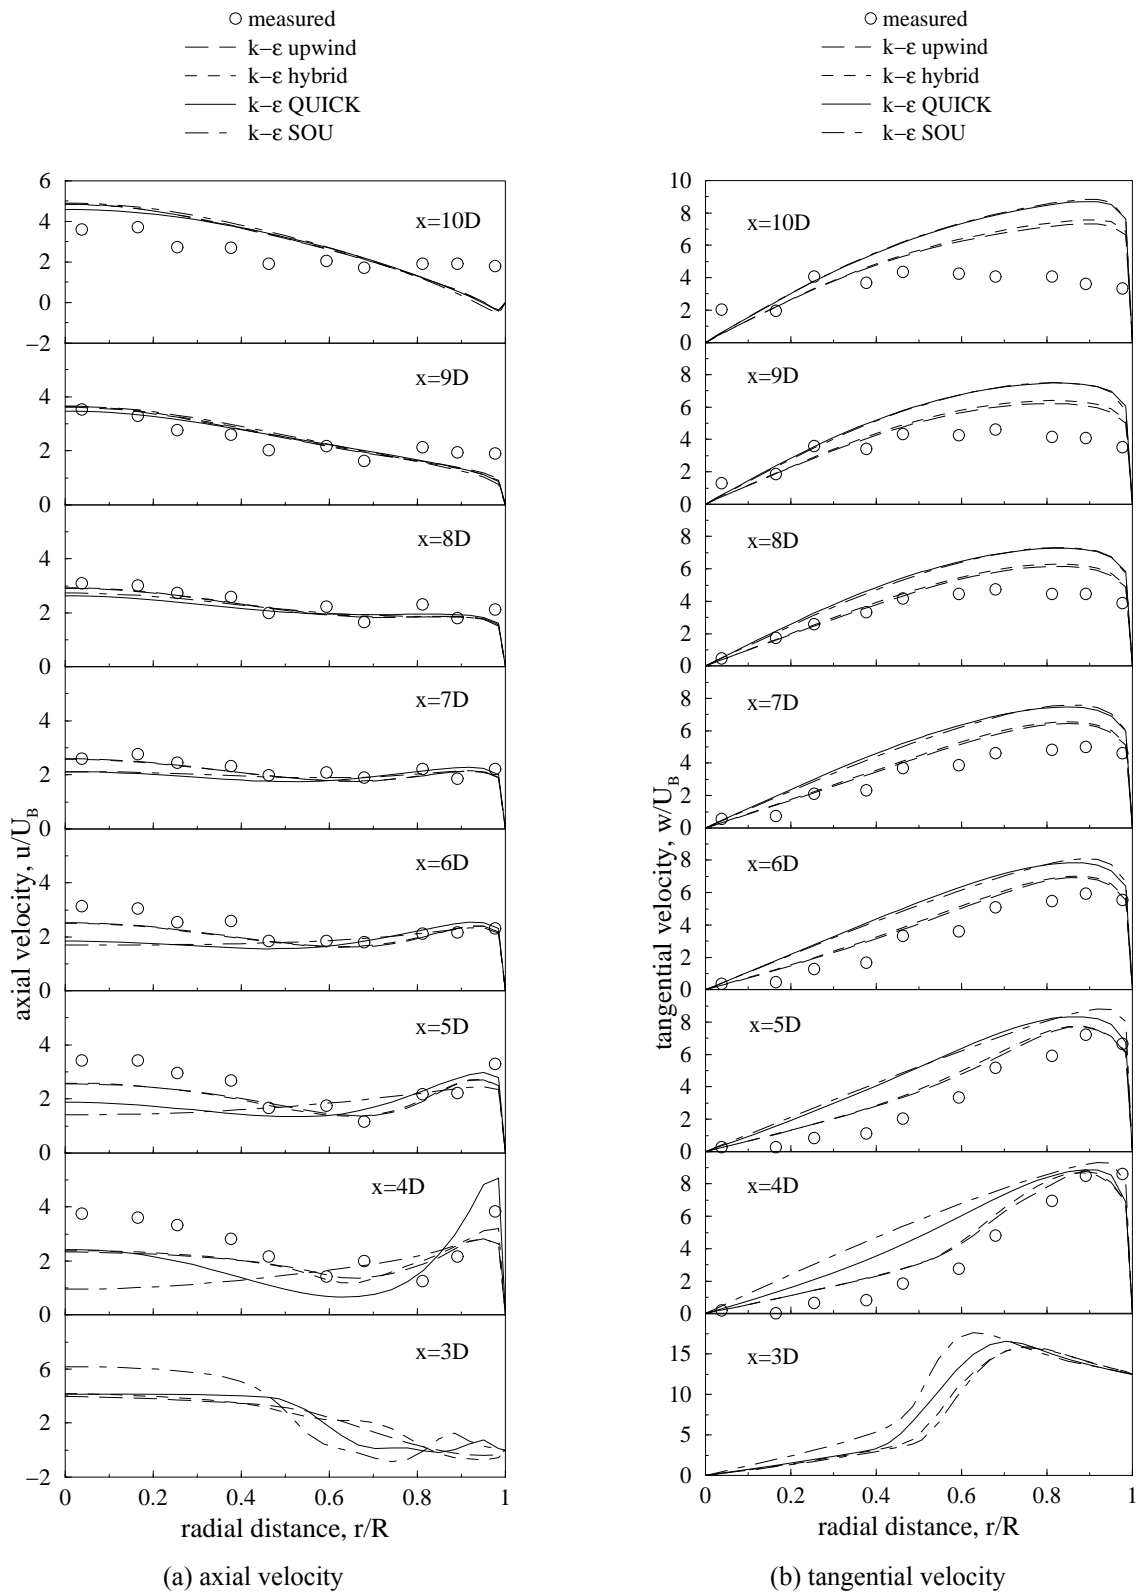 measured
k–ε upwind
k–ε hybrid
k–ε QUICK
k–ε SOU
6
4
2
0
−2
x=10D
4
2
0
x=9D
4
2
0
x=8D
4
2
0
x=7D
4
2
0
x=6D
4
2
0
x=5D
4
2
0
x=4D
6
2
−2
x=3D
0 0.2 0.4 0.6 0.8 1
axial velocity, u/U_B
radial distance, r/R
(a) axial velocity
measured
k–ε upwind
k–ε hybrid
k–ε QUICK
k–ε SOU
10
8
6
4
2
0
x=10D
8
6
4
2
0
x=9D
8
6
4
2
0
x=8D
8
6
4
2
0
x=7D
8
6
4
2
0
x=6D
8
6
4
2
0
x=5D
8
6
4
2
0
x=4D
15
10
5
0
x=3D
0 0.2 0.4 0.6 0.8 1
tangential velocity, w/U_B
radial distance, r/R
(b) tangential velocity